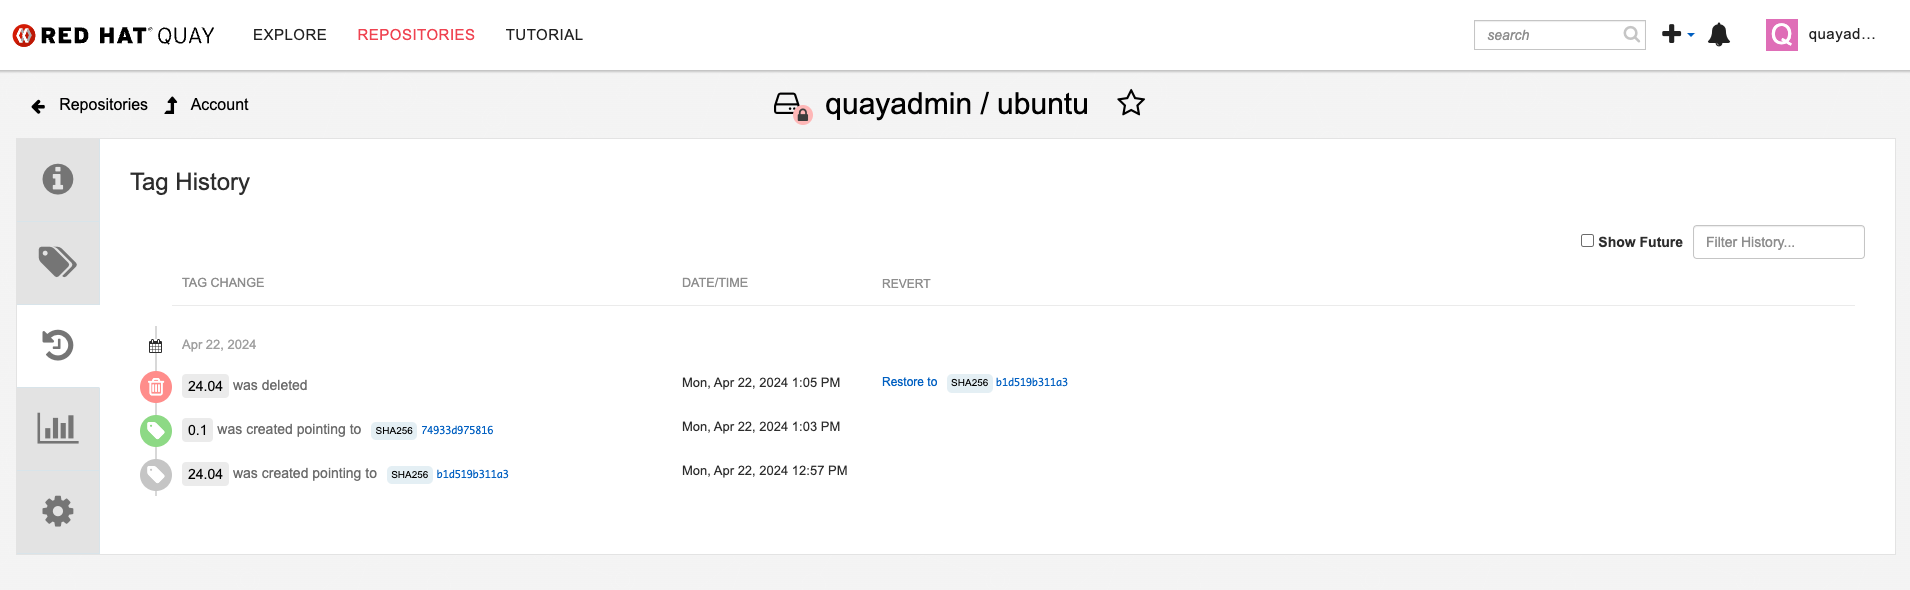 RED HAT® QUAY EXPLORE REPOSITORIES TUTORIAL search Q quayad...
Repositories Account quayadmin / ubuntu
Tag History
Show Future Filter History...
TAG CHANGE DATE/TIME REVERT
Apr 22, 2024
24.04 was deleted Mon, Apr 22, 2024 1:05 PM Restore to SHA256 b1d519b311a3
0.1 was created pointing to SHA256 74933d975816 Mon, Apr 22, 2024 1:03 PM
24.04 was created pointing to SHA256 b1d519b311a3 Mon, Apr 22, 2024 12:57 PM